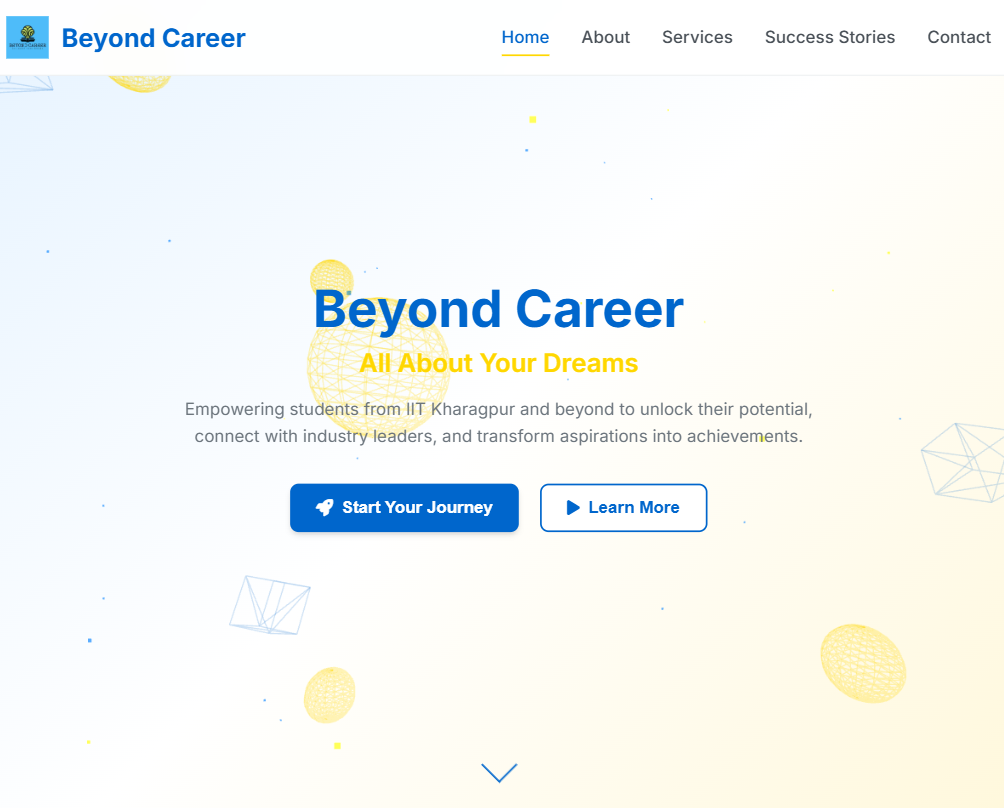 Beyond Career
Home
About
Services
Success Stories
Contact
Beyond Career
All About Your Dreams
Empowering students from IIT Kharagpur and beyond to unlock their potential,
connect with industry leaders, and transform aspirations into achievements.
Start Your Journey
Learn More